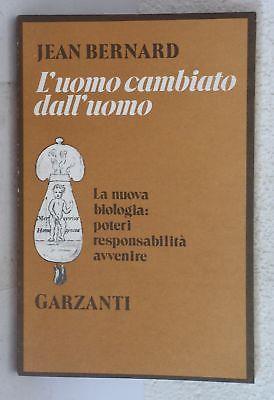 JEAN BERNARD
L'uomo cambiato
dall'uomo
La nuova
biologia:
poteri
responsabilità
avvenire
GARZANTI